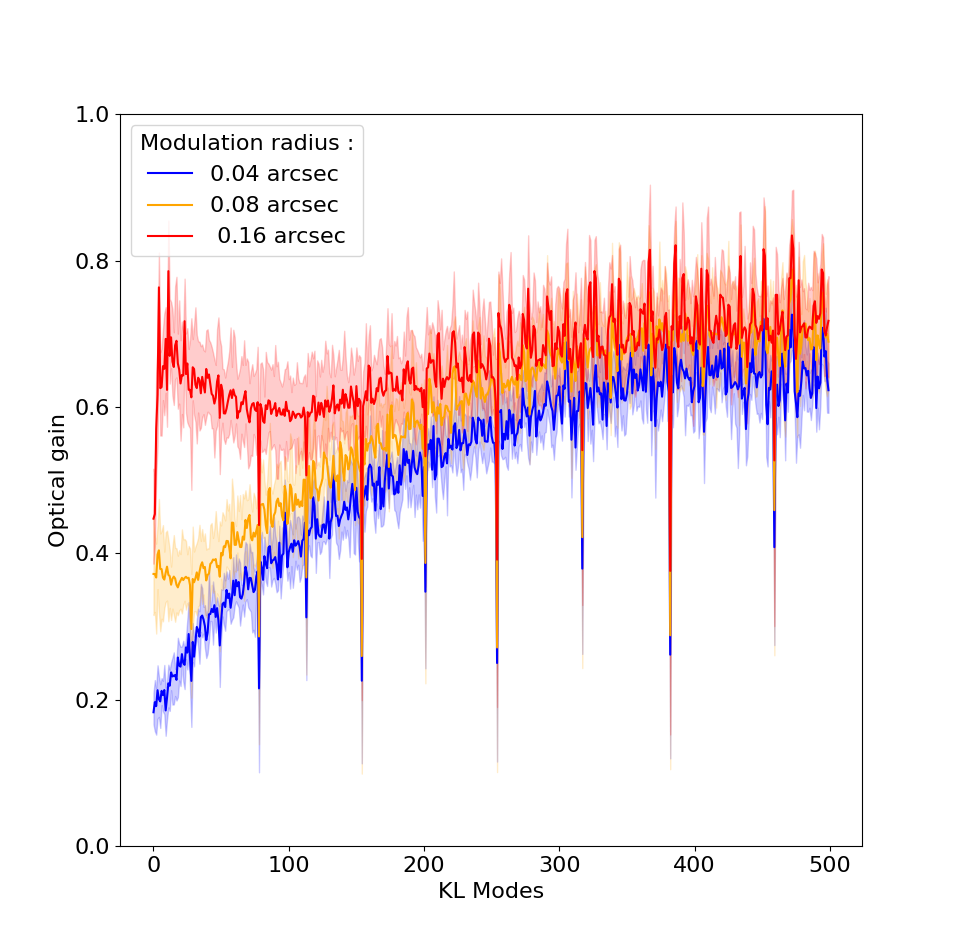 1.0
0.8
0.6
0.4
0.2
0.0
Optical gain
Modulation radius :
0.04 arcsec
0.08 arcsec
0.16 arcsec
0 100 200 300 400 500
KL Modes